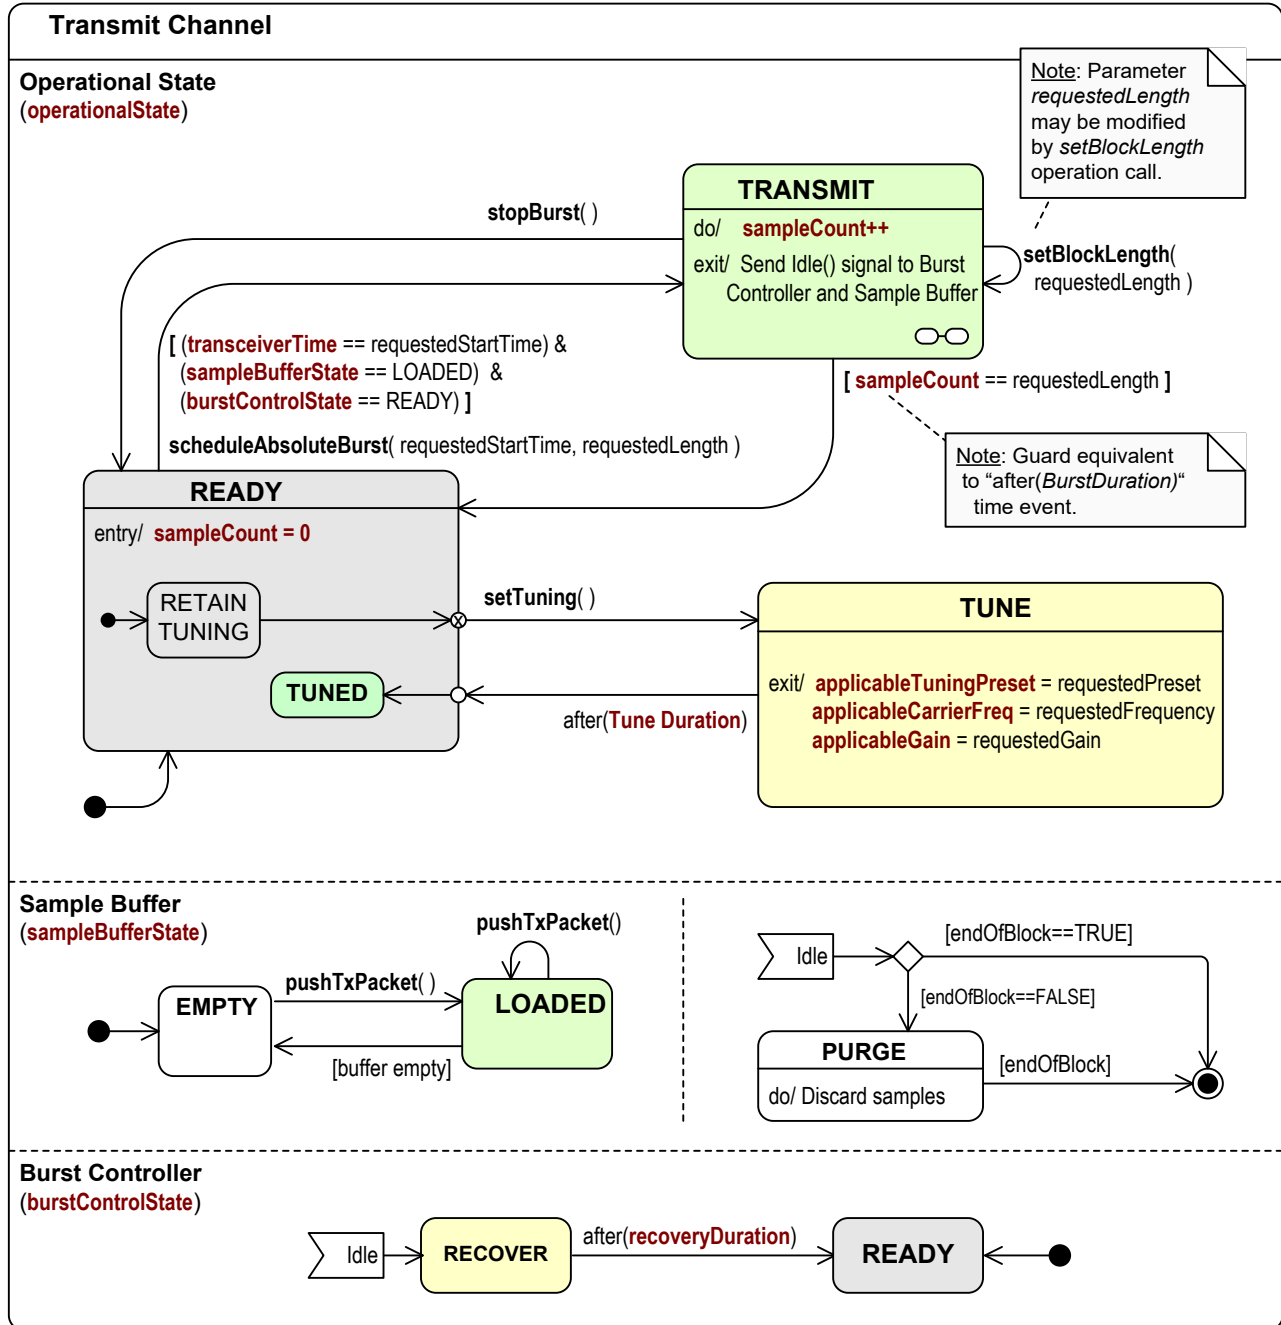 Transmit Channel
Operational State
(operationalState)
Note: Parameter
requestedLength
may be modified
by setBlockLength
operation call.
TRANSMIT
do/ sampleCount++
exit/ Send Idle() signal to Burst
Controller and Sample Buffer
stopBurst( )
setBlockLength(
requestedLength )
[ (transceiverTime == requestedStartTime) &
(sampleBufferState == LOADED) &
(burstControlState == READY) ]
scheduleAbsoluteBurst( requestedStartTime, requestedLength )
[ sampleCount == requestedLength ]
Note: Guard equivalent
to “after(BurstDuration)“
time event.
READY
entry/ sampleCount = 0
RETAIN
TUNING
X
setTuning( )
TUNED
after(Tune Duration)
TUNE
exit/ applicableTuningPreset = requestedPreset
applicableCarrierFreq = requestedFrequency
applicableGain = requestedGain
Sample Buffer
(sampleBufferState)
EMPTY
pushTxPacket( )
pushTxPacket()
LOADED
[buffer empty]
Idle
[endOfBlock==TRUE]
[endOfBlock==FALSE]
PURGE
do/ Discard samples
[endOfBlock]
Burst Controller
(burstControlState)
Idle
RECOVER
after(recoveryDuration)
READY